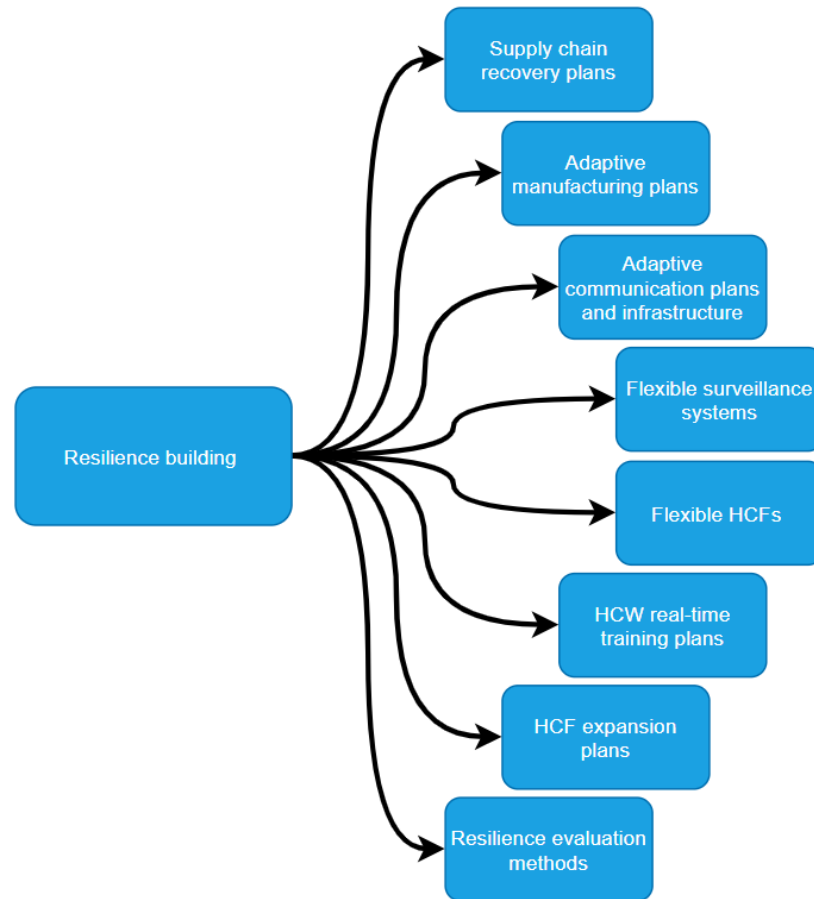 Supply chain
recovery plans
Adaptive
manufacturing plans
Adaptive
communication plans
and infrastructure
Flexible surveillance
systems
Resilience building
Flexible HCFs
HCW real-time
training plans
HCF expansion
plans
Resilience evaluation
methods